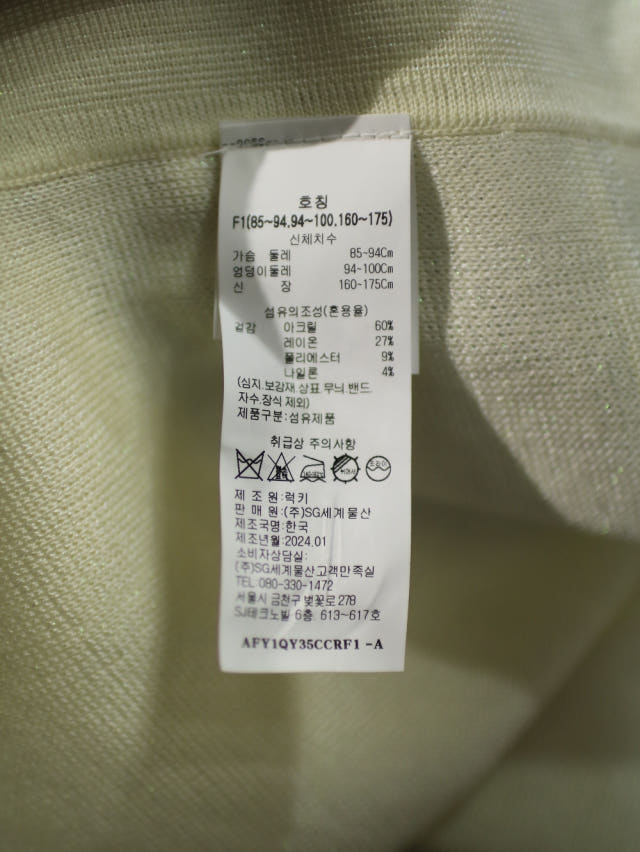 호칭
F1(85~94.94~100.160~175)
신체치수
가슴 둘레 85~94Cm
엉덩이둘레 94~100Cm
신 장 160~175Cm
섬유의조성(혼용율)
겉감 아크릴 60%
레이온 27%
폴리에스터 9%
나일론 4%
(심지.보강재.상표.무늬.밴드.
자수.장식 제외)
제품구분:섬유제품
취급상 주의사항
제 조 원:럭키
판 매 원:(주)SG세계물산
제조국명:한국
제조년월:2024.01
소비자상담실:
(주)SG세계물산고객만족실
TEL:080-330-1472
서울시 금천구 벚꽃로 278
SJ테크노빌 6층 613~617호
AFY1QY35CCRF1-A